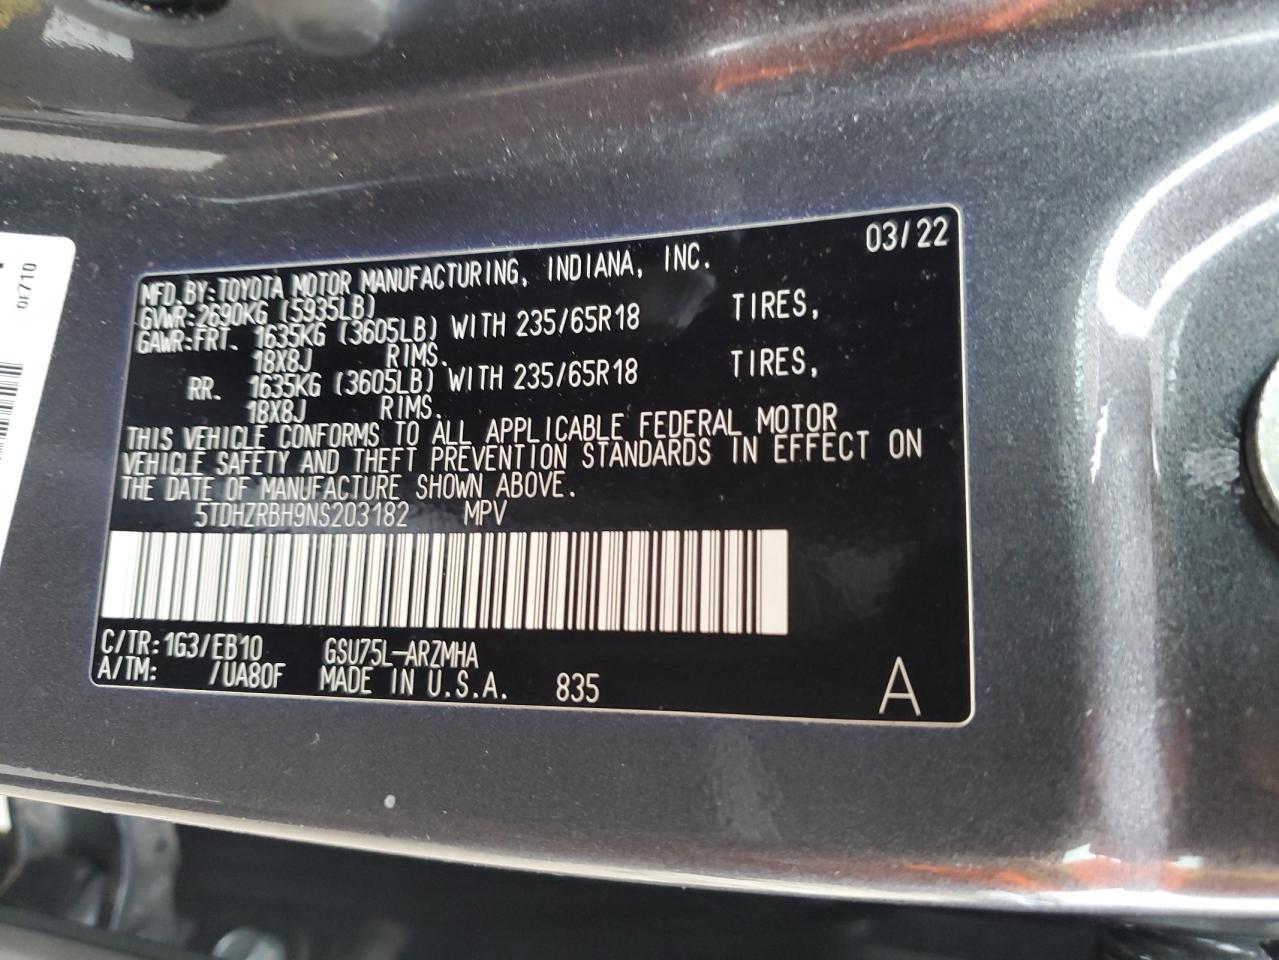 03/22
MFD.BY:TOYOTA MOTOR MANUFACTURING, INDIANA, INC.
GVWR:2690KG (5935LB)
GAWR:FRT. 1635KG (3605LB) WITH 235/65R18 TIRES,
18X8J RIMS.
RR. 1635KG (3605LB) WITH 235/65R18 TIRES,
18X8J RIMS.
THIS VEHICLE CONFORMS TO ALL APPLICABLE FEDERAL MOTOR
VEHICLE SAFETY AND THEFT PREVENTION STANDARDS IN EFFECT ON
THE DATE OF MANUFACTURE SHOWN ABOVE.
5TDHZRBH9NS203182 MPV
C/TR:1G3/EB10 GSU75L-ARZMHA
A/TM: /UA80F MADE IN U.S.A. 835 A
0E710